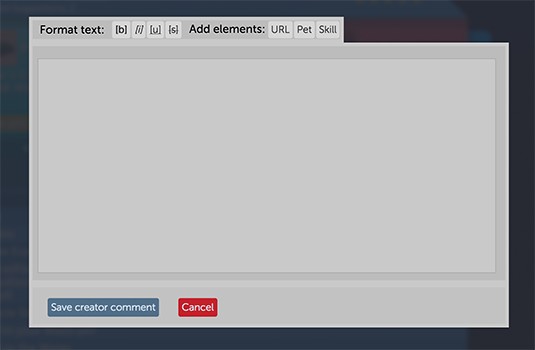 Format text: [b] [i] [u] [s] Add elements: URL Pet Skill
Save creator comment Cancel